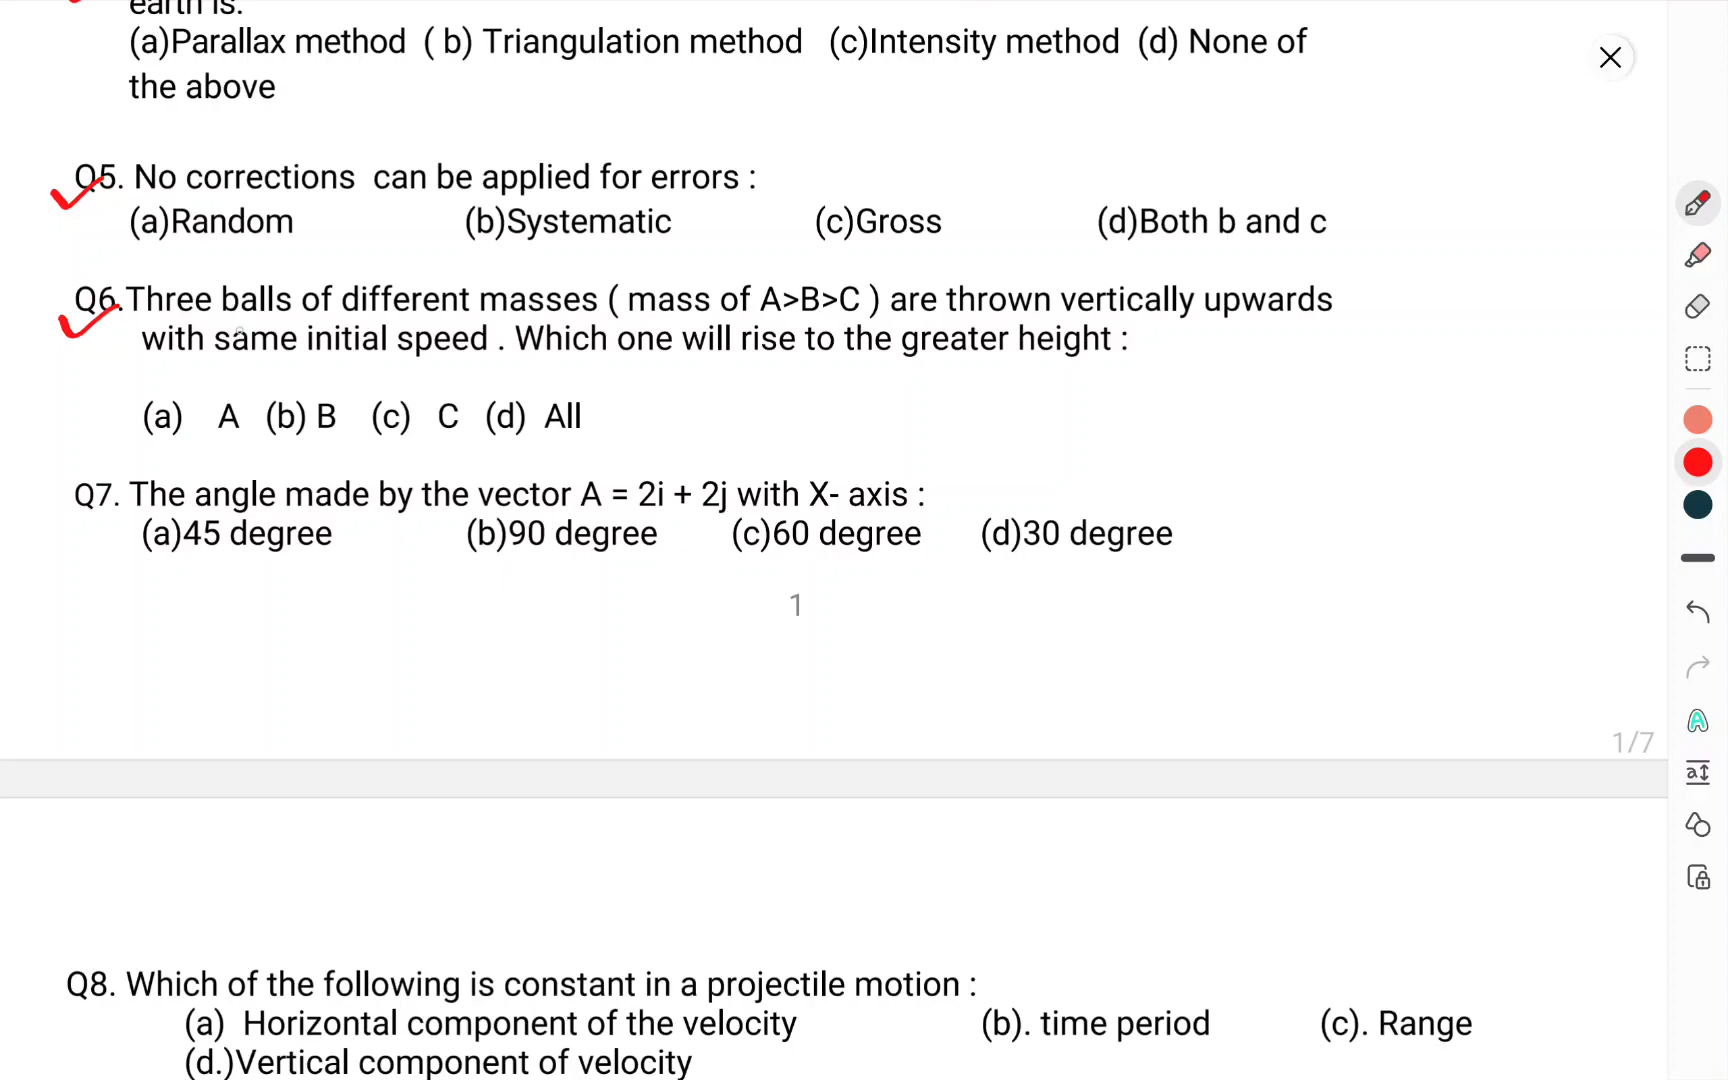 earth is.
(a)Parallax method ( b) Triangulation method (c)Intensity method (d) None of
the above
Q5. No corrections can be applied for errors :
(a)Random (b)Systematic (c)Gross (d)Both b and c
Q6.Three balls of different masses ( mass of A>B>C ) are thrown vertically upwards
with same initial speed . Which one will rise to the greater height :
(a) A (b) B (c) C (d) All
Q7. The angle made by the vector A = 2i + 2j with X- axis :
(a)45 degree (b)90 degree (c)60 degree (d)30 degree
1
1/7
Q8. Which of the following is constant in a projectile motion :
(a) Horizontal component of the velocity (b). time period (c). Range
(d.)Vertical component of velocity